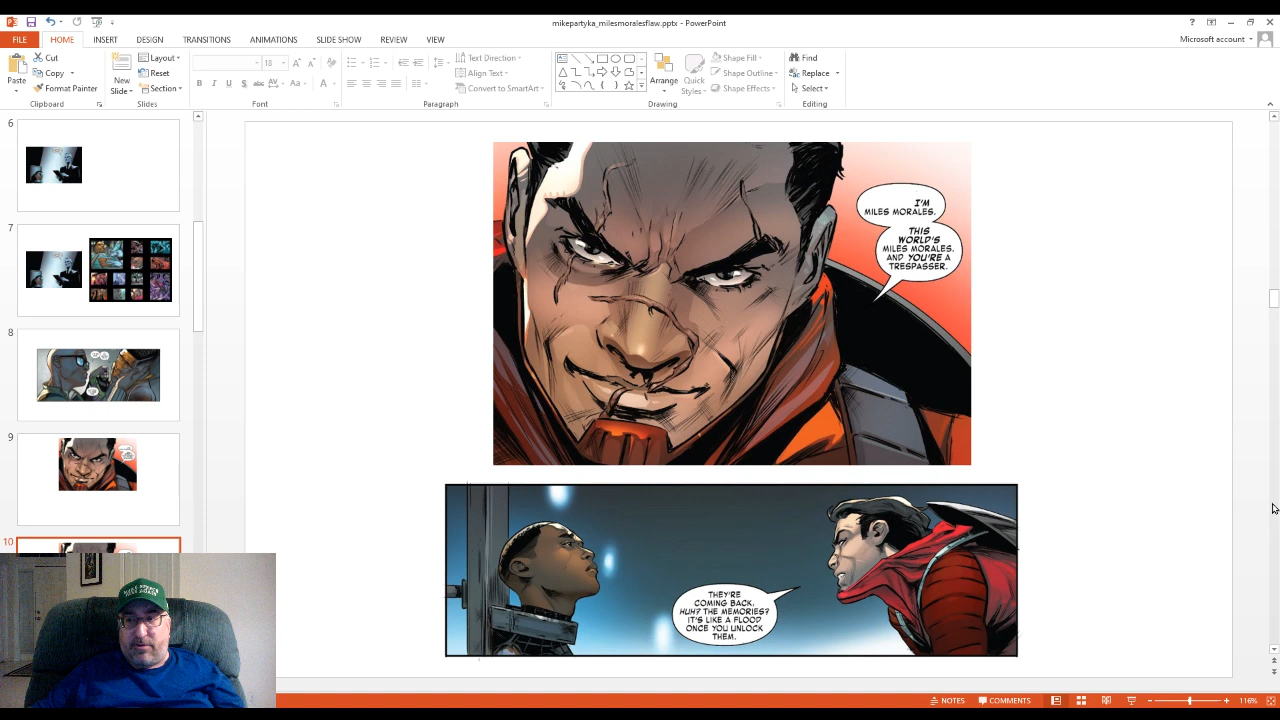 mikepartyka_milesmoralesflaw.pptx - PowerPoint
FILE
HOME
INSERT
DESIGN
TRANSITIONS
ANIMATIONS
SLIDE SHOW
REVIEW
VIEW
Microsoft account
Paste
Cut
Copy
Format Painter
Clipboard
New
Slide
Layout
Reset
Section
Slides
18
Font
Text Direction
Align Text
Convert to SmartArt
Paragraph
Arrange
Quick
Styles
Shape Fill
Shape Outline
Shape Effects
Drawing
Find
Replace
Select
Editing
6
7
8
9
10
I'M
MILES MORALES.
THIS
WORLD'S
MILES MORALES.
AND YOU'RE A
TRESPASSER.
THEY'RE
COMING BACK,
HUH? THE MEMORIES?
IT'S LIKE A FLOOD
ONCE YOU UNLOCK
THEM.
NOTES
COMMENTS
116%